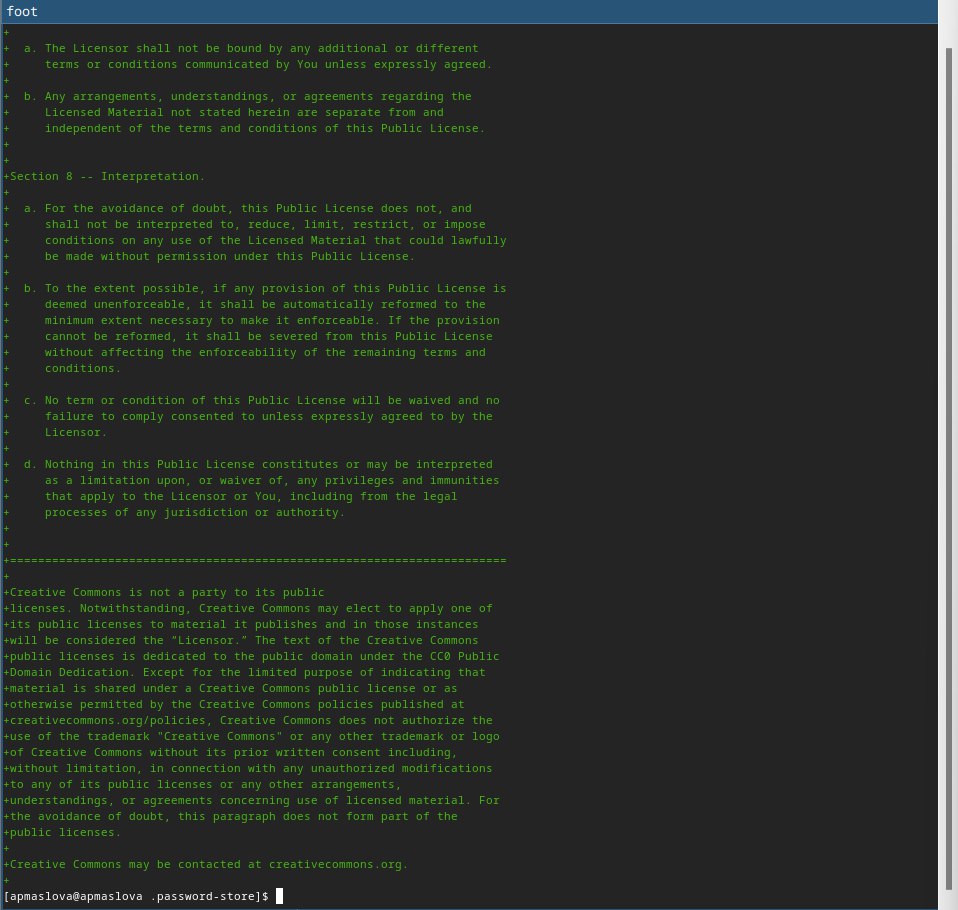 foot
+
+  a. The Licensor shall not be bound by any additional or different
+     terms or conditions communicated by You unless expressly agreed.
+
+  b. Any arrangements, understandings, or agreements regarding the
+     Licensed Material not stated herein are separate from and
+     independent of the terms and conditions of this Public License.
+
+
+Section 8 -- Interpretation.
+
+  a. For the avoidance of doubt, this Public License does not, and
+     shall not be interpreted to, reduce, limit, restrict, or impose
+     conditions on any use of the Licensed Material that could lawfully
+     be made without permission under this Public License.
+
+  b. To the extent possible, if any provision of this Public License is
+     deemed unenforceable, it shall be automatically reformed to the
+     minimum extent necessary to make it enforceable. If the provision
+     cannot be reformed, it shall be severed from this Public License
+     without affecting the enforceability of the remaining terms and
+     conditions.
+
+  c. No term or condition of this Public License will be waived and no
+     failure to comply consented to unless expressly agreed to by the
+     Licensor.
+
+  d. Nothing in this Public License constitutes or may be interpreted
+     as a limitation upon, or waiver of, any privileges and immunities
+     that apply to the Licensor or You, including from the legal
+     processes of any jurisdiction or authority.
+
+
+=======================================================================
+
+Creative Commons is not a party to its public
+licenses. Notwithstanding, Creative Commons may elect to apply one of
+its public licenses to material it publishes and in those instances
+will be considered the “Licensor.” The text of the Creative Commons
+public licenses is dedicated to the public domain under the CC0 Public
+Domain Dedication. Except for the limited purpose of indicating that
+material is shared under a Creative Commons public license or as
+otherwise permitted by the Creative Commons policies published at
+creativecommons.org/policies, Creative Commons does not authorize the
+use of the trademark "Creative Commons" or any other trademark or logo
+of Creative Commons without its prior written consent including,
+without limitation, in connection with any unauthorized modifications
+to any of its public licenses or any other arrangements,
+understandings, or agreements concerning use of licensed material. For
+the avoidance of doubt, this paragraph does not form part of the
+public licenses.
+
+Creative Commons may be contacted at creativecommons.org.
+
[apmaslova@apmaslova .password-store]$